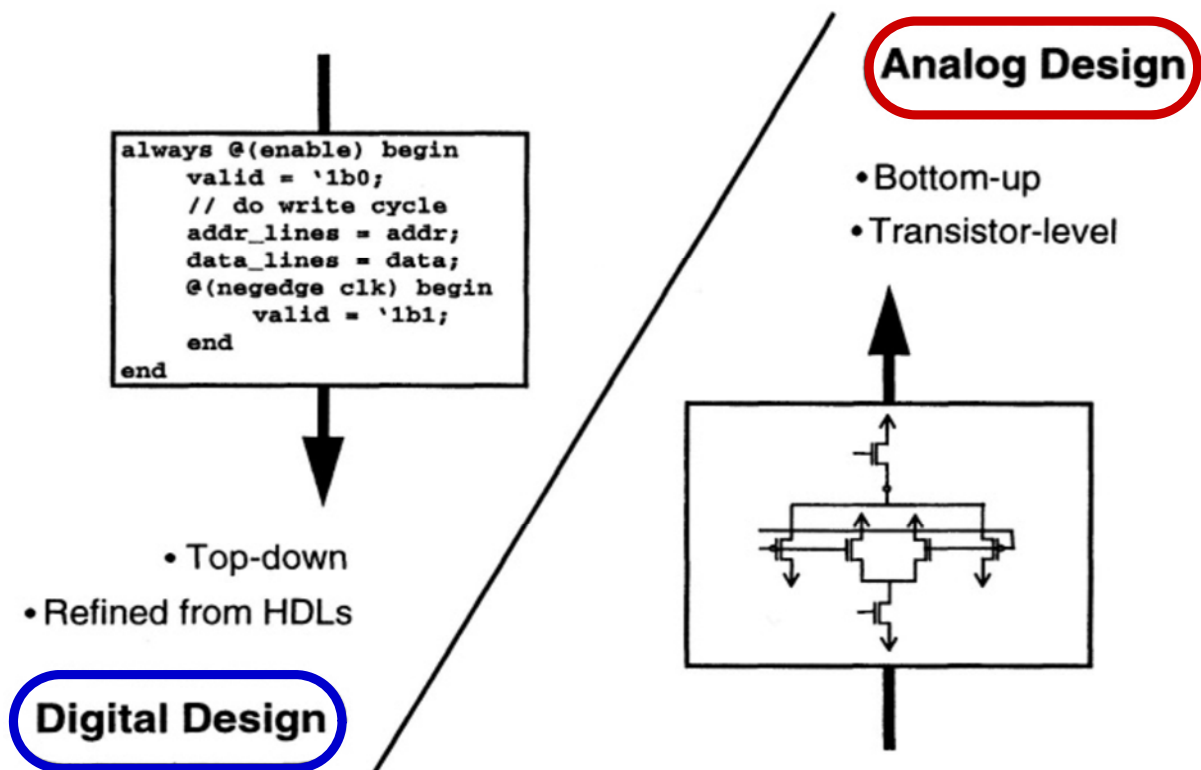 always @(enable) begin
valid = '1b0;
// do write cycle
addr_lines = addr;
data_lines = data;
@(negedge clk) begin
valid = '1b1;
end
end
• Top-down
• Refined from HDLs
Digital Design
Analog Design
• Bottom-up
• Transistor-level